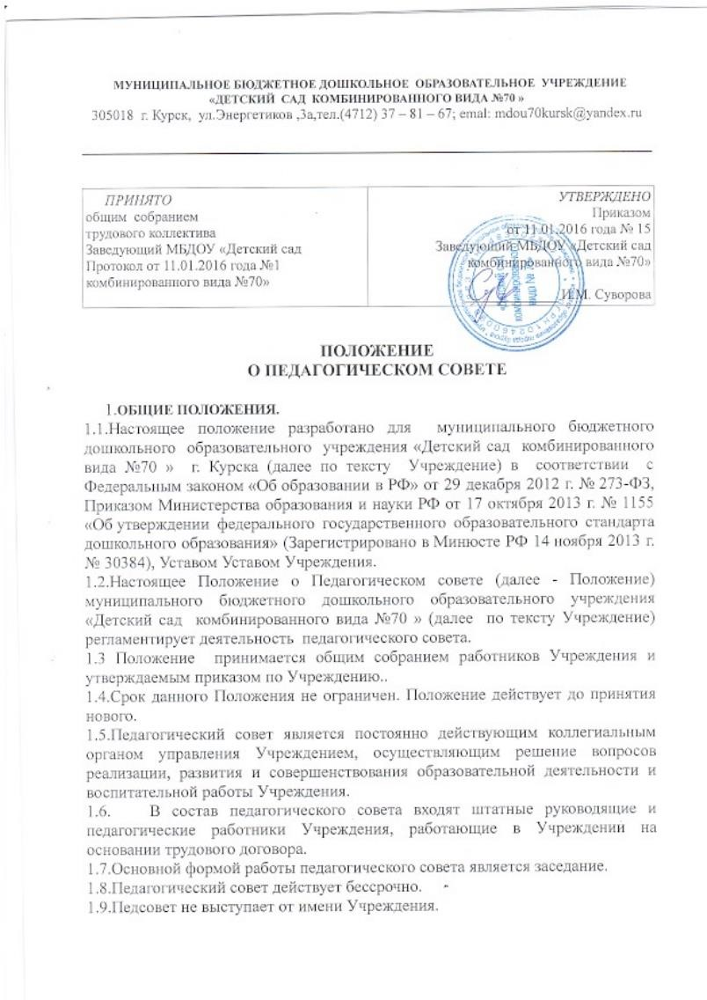 МУНИЦИПАЛЬНОЕ БЮДЖЕТНОЕ ДОШКОЛЬНОЕ ОБРАЗОВАТЕЛЬНОЕ УЧРЕЖДЕНИЕ
«ДЕТСКИЙ САД КОМБИНИРОВАННОГО ВИДА №70 »
305018 г. Курск, ул.Энергетиков ,3а,тел.(4712) 37 – 81 – 67; emal: mdou70kursk@yandex.ru
ПРИНЯТО
общим собранием
трудового коллектива
Заведующий МБДОУ «Детский сад
Протокол от 11.01.2016 года №1
комбинированного вида №70»
УТВЕРЖДЕНО
Приказом
от 11.01.2016 года № 15
Заведующий МБДОУ «Детский сад
комбинированного вида №70»
И.М. Суворова
«Детский сад
комбинированного
вида № 70»
ПОЛОЖЕНИЕ
О ПЕДАГОГИЧЕСКОМ СОВЕТЕ
1.ОБЩИЕ ПОЛОЖЕНИЯ.
1.1.Настоящее положение разработано для муниципального бюджетного
дошкольного образовательного учреждения «Детский сад комбинированного
вида №70 » г. Курска (далее по тексту Учреждение) в соответствии с
Федеральным законом «Об образовании в РФ» от 29 декабря 2012 г. № 273-ФЗ,
Приказом Министерства образования и науки РФ от 17 октября 2013 г. № 1155
«Об утверждении федерального государственного образовательного стандарта
дошкольного образования» (Зарегистрировано в Минюсте РФ 14 ноября 2013 г.
№ 30384), Уставом Уставом Учреждения.
1.2.Настоящее Положение о Педагогическом совете (далее - Положение)
муниципального бюджетного дошкольного образовательного учреждения
«Детский сад комбинированного вида №70 » (далее по тексту Учреждение)
регламентирует деятельность педагогического совета.
1.3 Положение принимается общим собранием работников Учреждения и
утверждаемым приказом по Учреждению..
1.4.Срок данного Положения не ограничен. Положение действует до принятия
нового.
1.5.Педагогический совет является постоянно действующим коллегиальным
органом управления Учреждением, осуществляющим решение вопросов
реализации, развития и совершенствования образовательной деятельности и
воспитательной работы Учреждения.
1.6. В состав педагогического совета входят штатные руководящие и
педагогические работники Учреждения, работающие в Учреждении на
основании трудового договора.
1.7.Основной формой работы педагогического совета является заседание.
1.8.Педагогический совет действует бессрочно.
1.9.Педсовет не выступает от имени Учреждения.